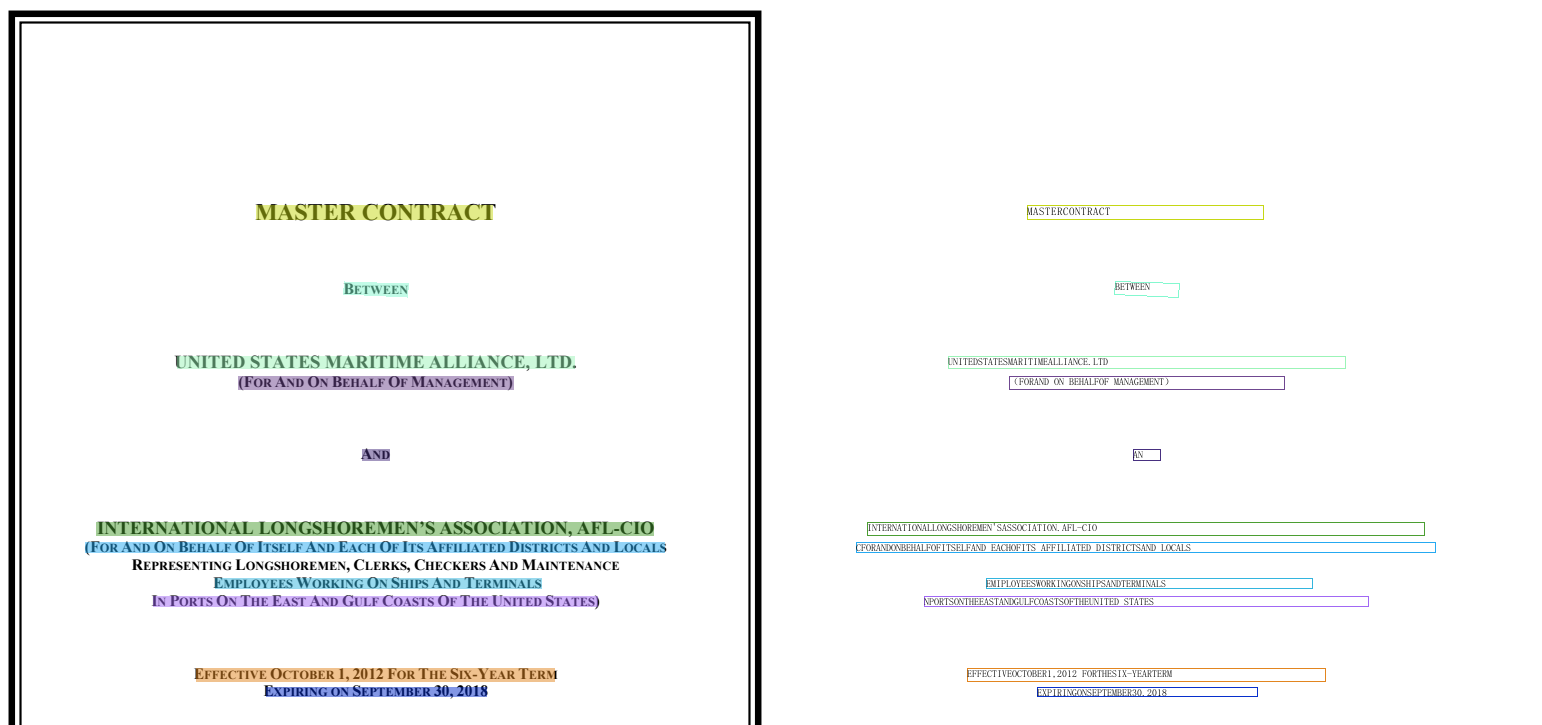 MASTER CONTRACT
BETWEEN
UNITED STATES MARITIME ALLIANCE, LTD.
(FOR AND ON BEHALF OF MANAGEMENT)
AND
INTERNATIONAL LONGSHOREMEN'S ASSOCIATION, AFL-CIO
(FOR AND ON BEHALF OF ITSELF AND EACH OF ITS AFFILIATED DISTRICTS AND LOCALS
REPRESENTING LONGSHOREMEN, CLERKS, CHECKERS AND MAINTENANCE
EMPLOYEES WORKING ON SHIPS AND TERMINALS
IN PORTS ON THE EAST AND GULF COASTS OF THE UNITED STATES)
EFFECTIVE OCTOBER 1, 2012 FOR THE SIX-YEAR TERM
EXPIRING ON SEPTEMBER 30, 2018
MASTERCONTRACT
BETWEEN
UNITEDSTATESMARITIMEALLIANCE.LTD
(FORAND ON BEHALFOF MANAGEMENT)
AN
INTERNATIONALLONGSHOREMEN'SASSOCIATION.AFL-CIO
CFORANDONBEHALFOFITSELFAND EACHOFITS AFFILIATED DISTRICTSAND LOCALS
EMIPLOYEESWORKINGONSHIPSANDTERMINALS
NPORTSONTHEEASTANDGULFCOASTSOFTHEUNITED STATES
EFFECTIVEOCTOBER1,2012 FORTHESIX-YEARTERM
EXPIRINGONSEPTEMBER30,2018